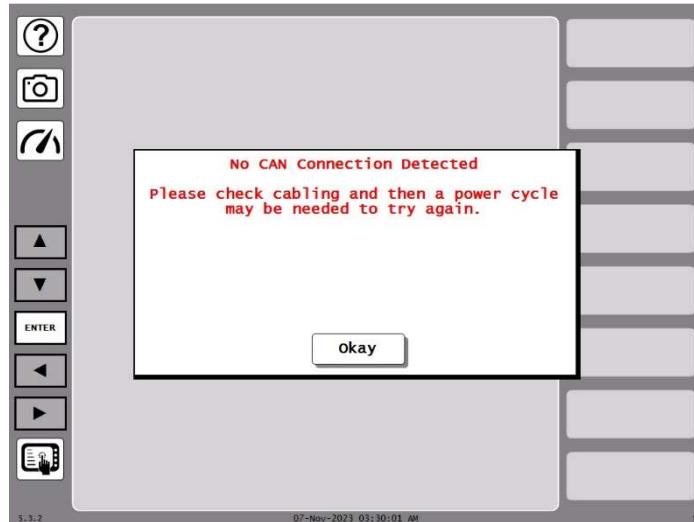 No CAN Connection Detected
Please check cabling and then a power cycle
may be needed to try again.
ENTER
Okay
5.3.2
07-Nov-2023 03:30:01 AM